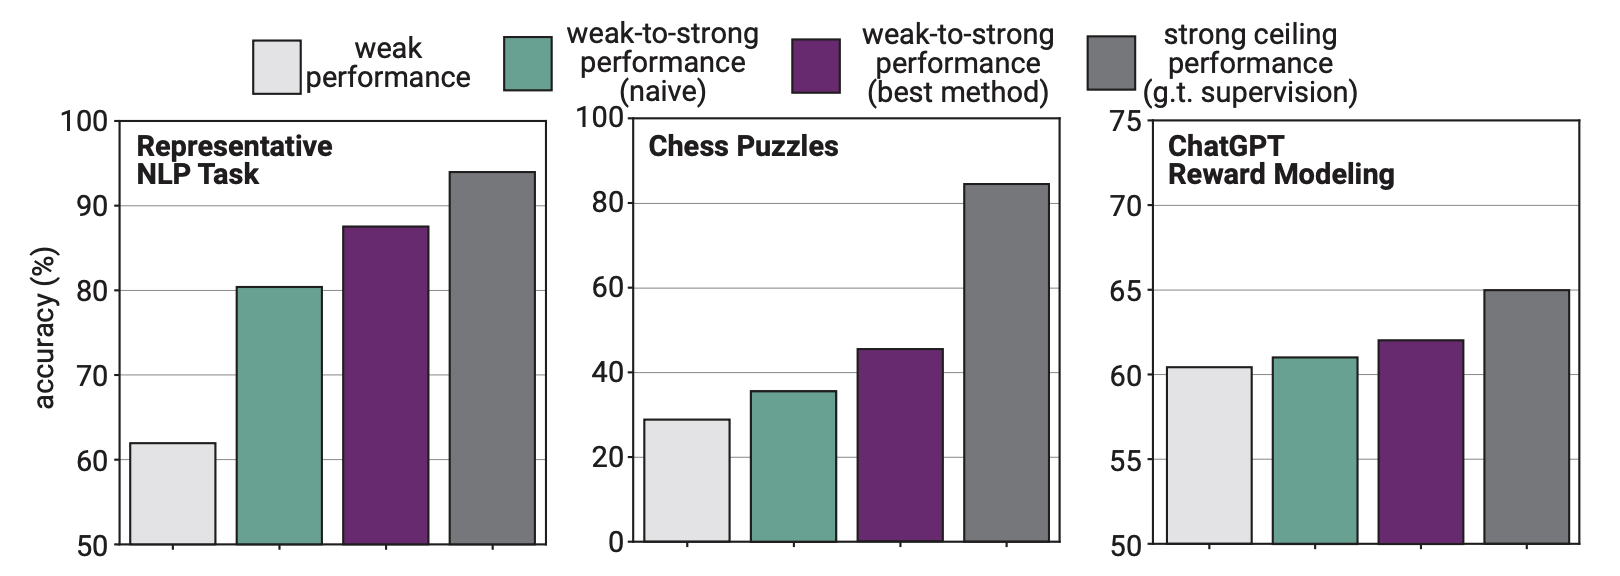 weak
performance
weak-to-strong
performance
(naive)
weak-to-strong
performance
(best method)
strong ceiling
performance
(g.t. supervision)
accuracy (%)
100
90
80
70
60
50
Representative
NLP Task
100
80
60
40
20
0
Chess Puzzles
75
70
65
60
55
50
ChatGPT
Reward Modeling